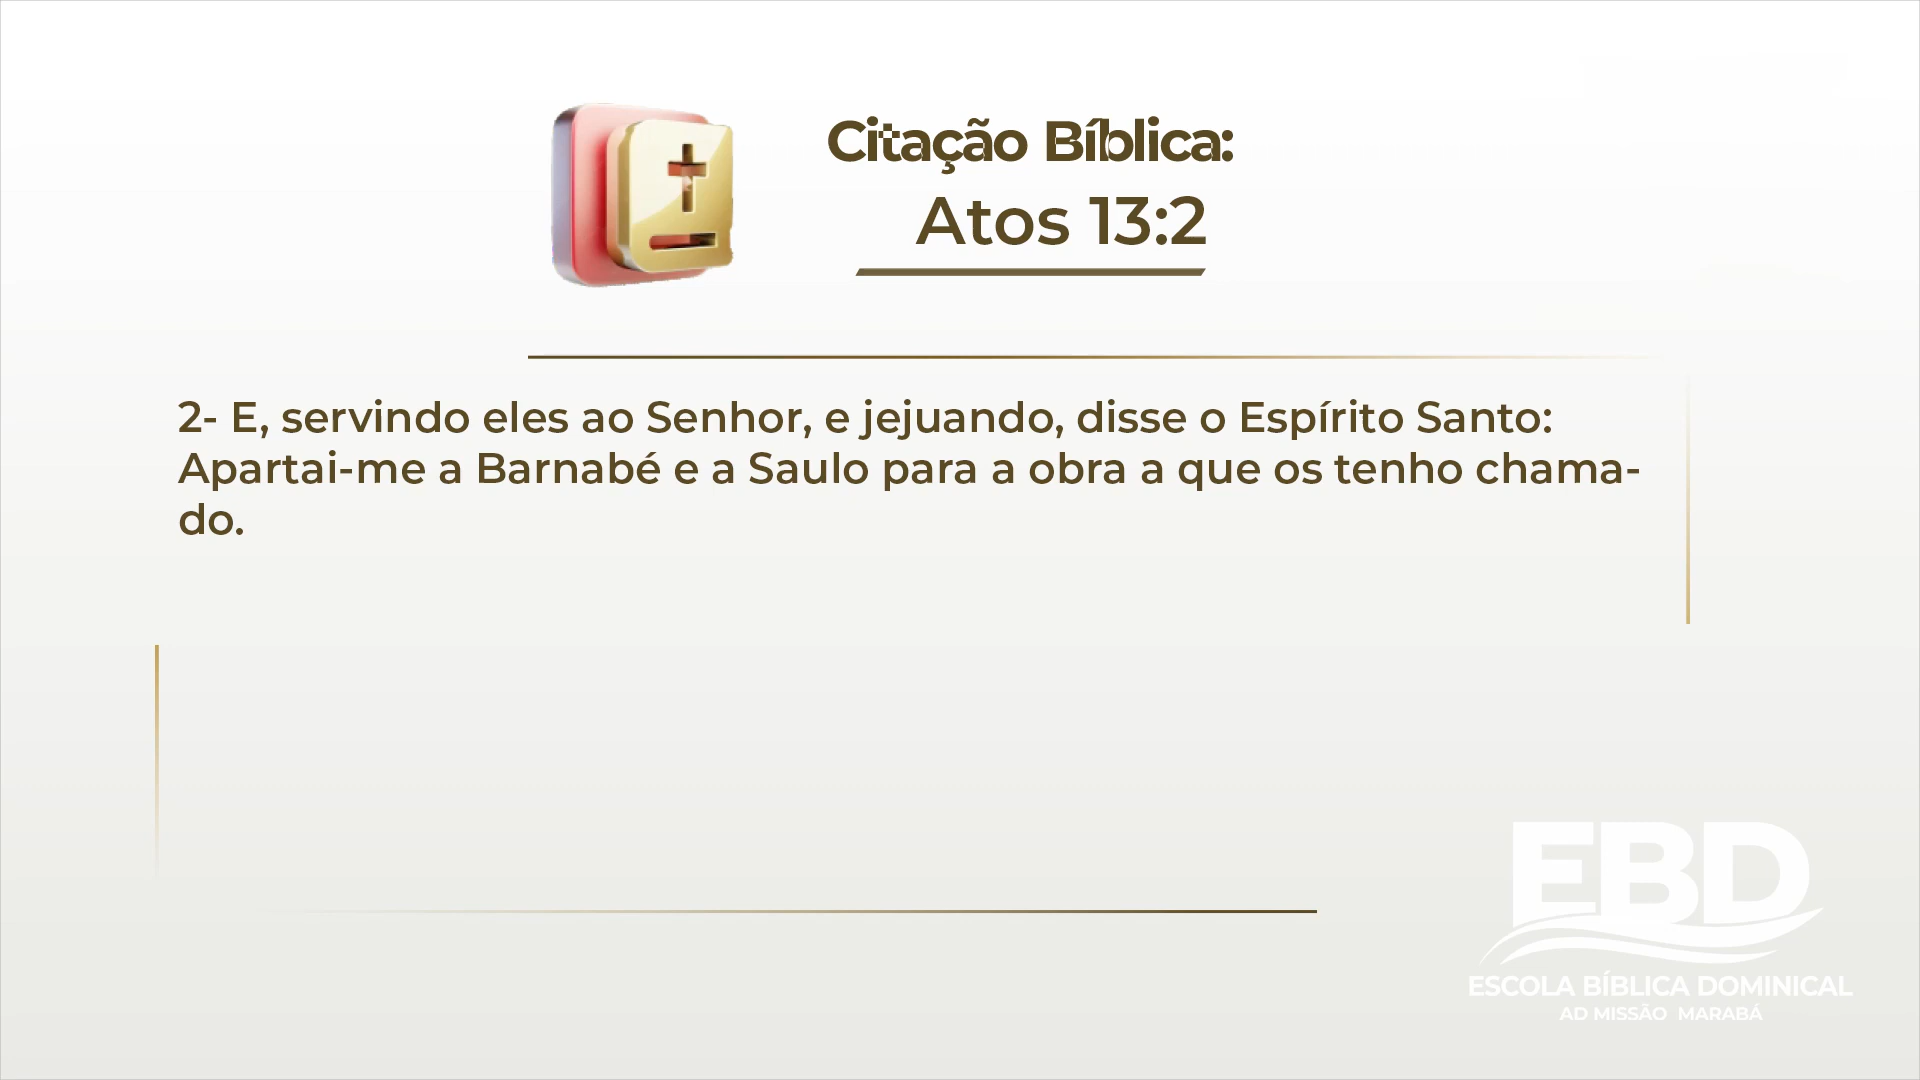 Citação Bíblica:
Atos 13:2
2- E, servindo eles ao Senhor, e jejuando, disse o Espírito Santo:
Apartai-me a Barnabé e a Saulo para a obra a que os tenho chama-
do.
EBD
ESCOLA BÍBLICA DOMINICAL
AD MISSÃO MARABÁ